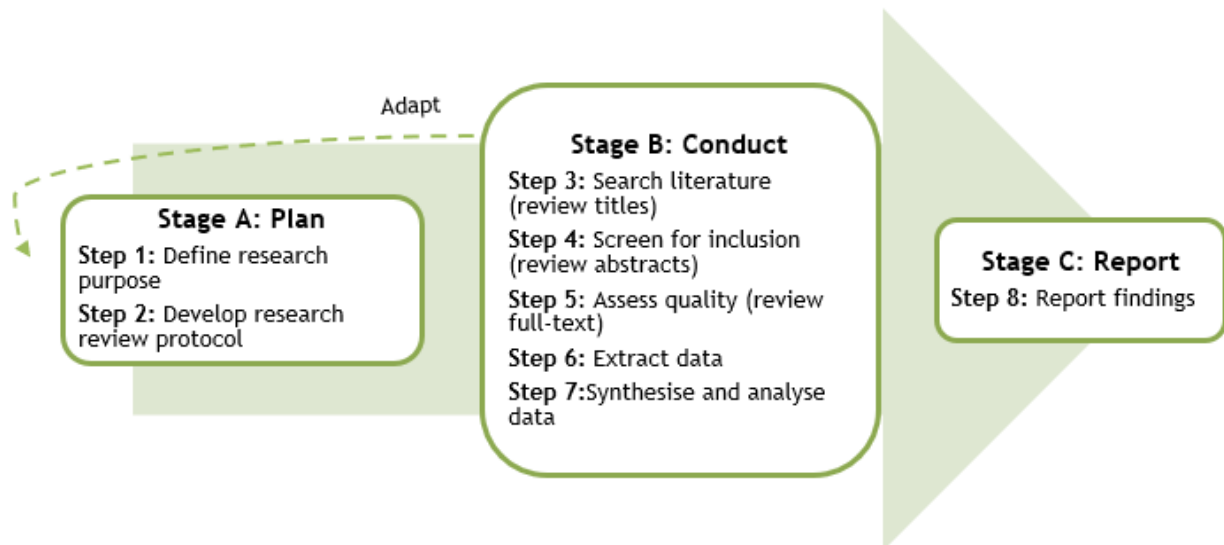 Adapt
Stage A: Plan
Step 1: Define research
purpose
Step 2: Develop research
review protocol
Stage B: Conduct
Step 3: Search literature
(review titles)
Step 4: Screen for inclusion
(review abstracts)
Step 5: Assess quality (review
full-text)
Step 6: Extract data
Step 7:Synthesise and analyse
data
Stage C: Report
Step 8: Report findings